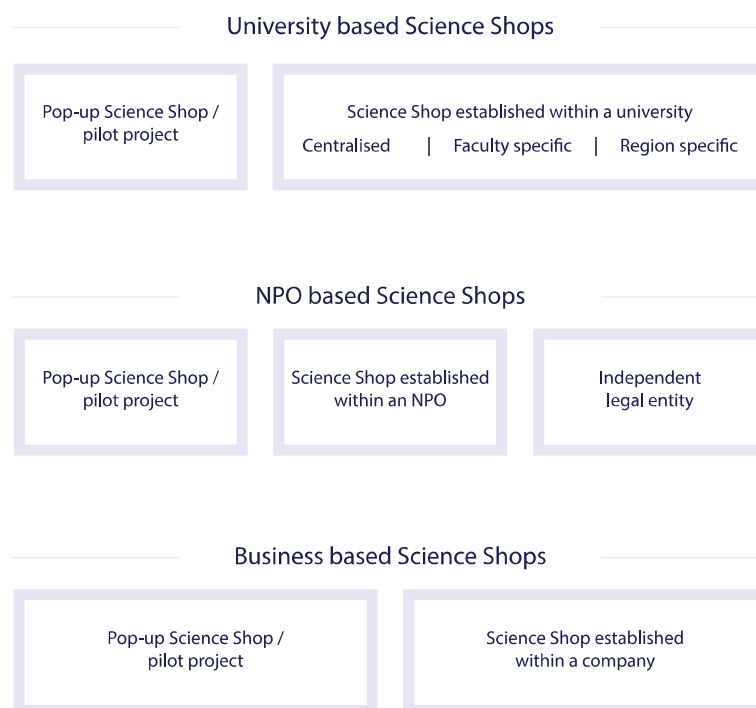 University based Science Shops
Pop-up Science Shop /
pilot project
Science Shop established within a university
Centralised | Faculty specific | Region specific
NPO based Science Shops
Pop-up Science Shop /
pilot project
Science Shop established
within an NPO
Independent
legal entity
Business based Science Shops
Pop-up Science Shop /
pilot project
Science Shop established
within a company